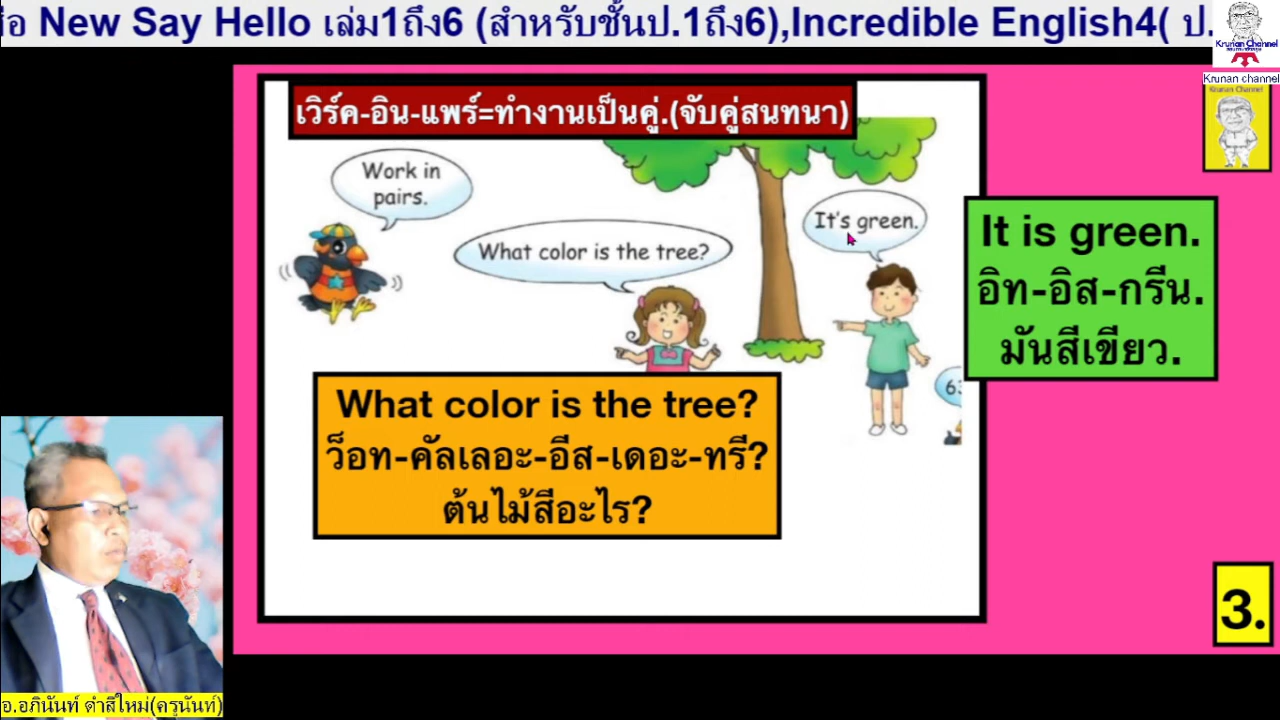 อ New Say Hello เล่ม1ถึง6 (สำหรับชั้นป.1ถึง6),Incredible English4( ป.
Krunan Channel
Krunan channel
Krunan Channel
เวิร์ค-อิน-แพร์=ทำงานเป็นคู่.(จับคู่สนทนา)
Work in
pairs.
What color is the tree?
It's green.
It is green.
อิท-อิส-กรีน.
มันสีเขียว.
63
What color is the tree?
ว็อท-คัลเลอะ-อีส-เดอะ-ทรี?
ต้นไม้สีอะไร?
3.
อ.อภินันท์ ดำสีใหม่(ครูนันท์)